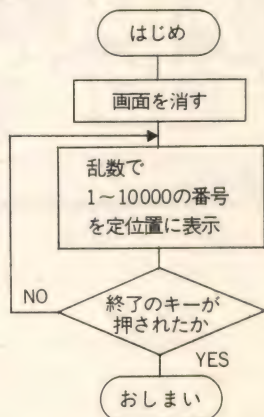 はじめ
画面を消す
乱数で
1～10000の番号
を定位置に表示
終了のキーが
押されたか
NO
YES
おしまい